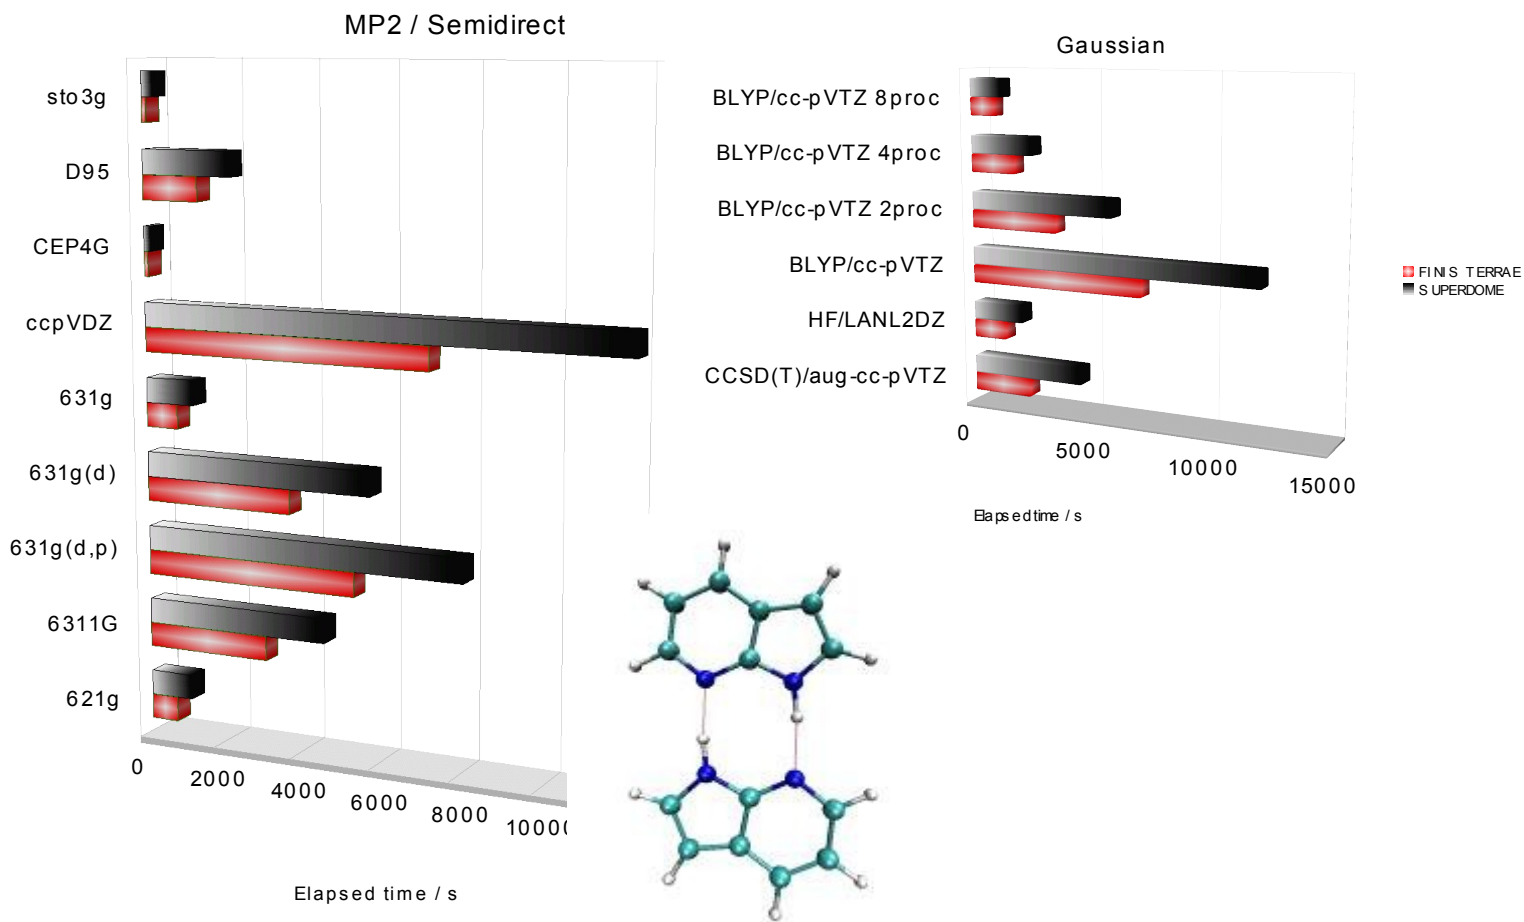 MP2 / Semidirect
sto3g
D95
CEP4G
ccpVDZ
631g
631g(d)
631g(d,p)
6311G
621g
0
2000
4000
6000
8000
10000
Elapsed time / s
Gaussian
BLYP/cc-pVTZ 8proc
BLYP/cc-pVTZ 4proc
BLYP/cc-pVTZ 2proc
BLYP/cc-pVTZ
HF/LANL2DZ
CCSD(T)/aug-cc-pVTZ
0
5000
10000
15000
Elapsed time / s
FINIS TERRAE
SUPERDOME